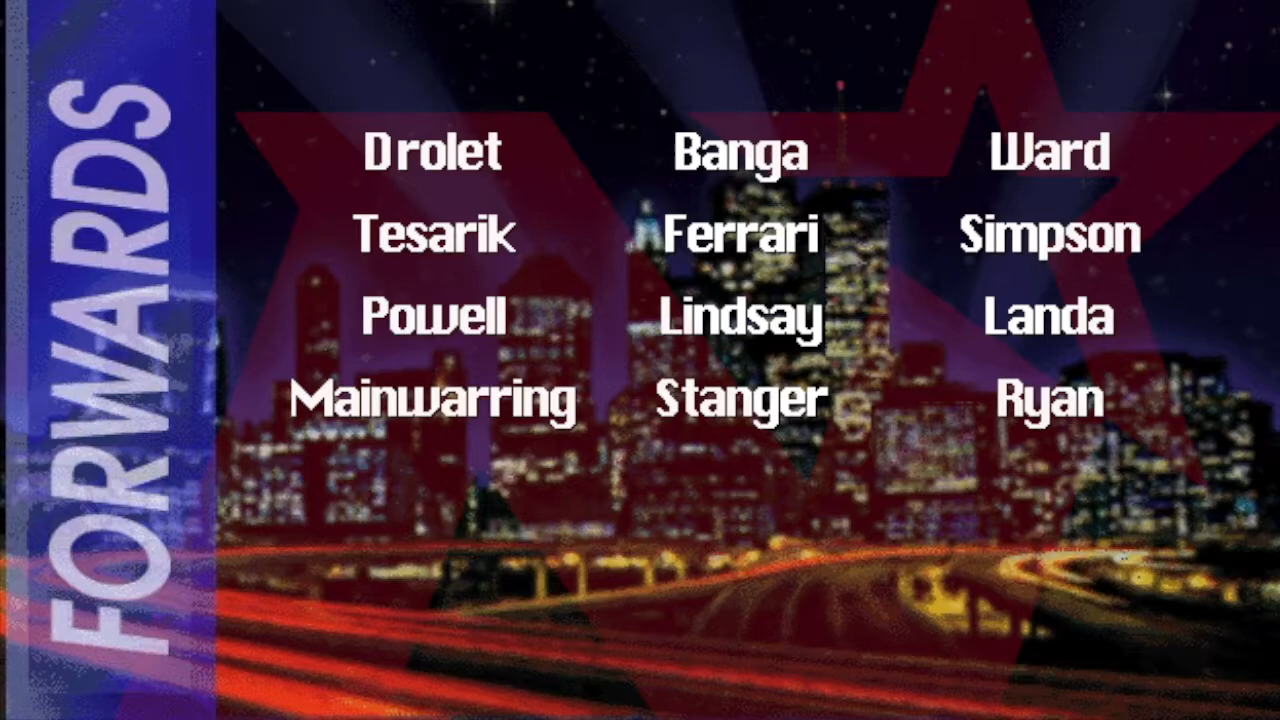 FORWARDS
Drolet Banga Ward
Tesarik Ferrari Simpson
Powell Lindsay Landa
Mainwarring Stanger Ryan